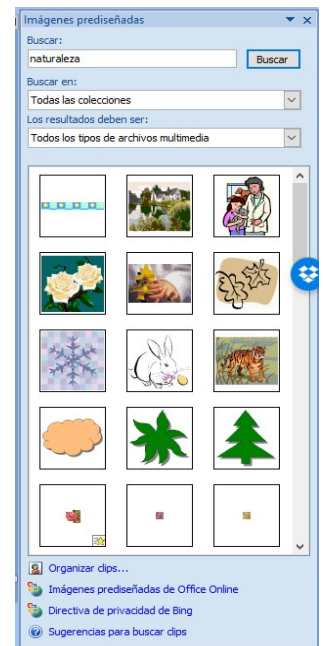 Imágenes prediseñadas
Buscar:
naturaleza
Buscar
Buscar en:
Todas las colecciones
Los resultados deben ser:
Todos los tipos de archivos multimedia
Organizar clips...
Imágenes prediseñadas de Office Online
Directiva de privacidad de Bing
Sugerencias para buscar clips